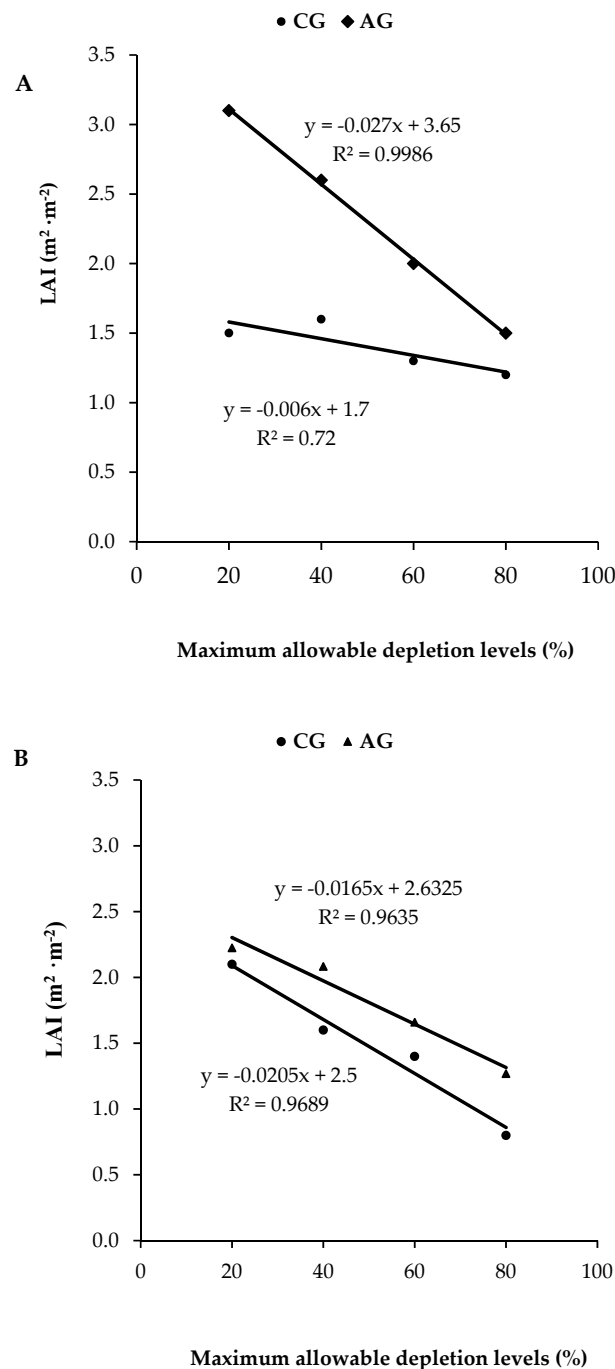 ● CG ◆ AG
A
3.5
3.0
2.5
2.0
1.5
1.0
0.5
0.0
LAI (m² ·m⁻²)
y = -0.027x + 3.65
R² = 0.9986
y = -0.006x + 1.7
R² = 0.72
0 20 40 60 80 100
Maximum allowable depletion levels (%)
● CG ▲ AG
B
3.5
3.0
2.5
2.0
1.5
1.0
0.5
0.0
LAI (m² ·m⁻²)
y = -0.0165x + 2.6325
R² = 0.9635
y = -0.0205x + 2.5
R² = 0.9689
0 20 40 60 80 100
Maximum allowable depletion levels (%)